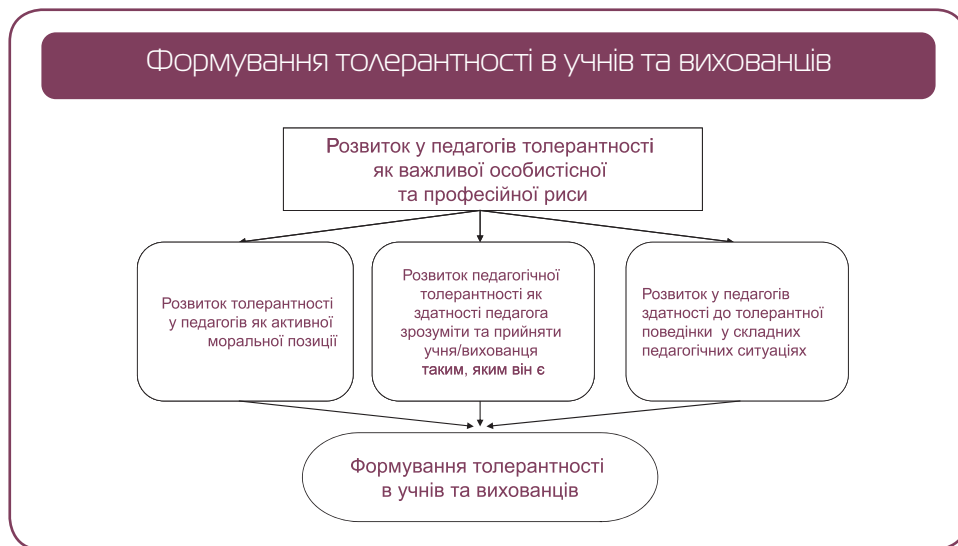 Формування толерантності в учнів та вихованців
Розвиток у педагогів толерантності
як важливої особистісної
та професійної риси
Розвиток толерантності
у педагогів як активної
моральної позиції
Розвиток педагогічної
толерантності як
здатності педагога
зрозуміти та прийняти
учня/вихованця
таким, яким він є
Розвиток у педагогів
здатності до толерантної
поведінки у складних
педагогічних ситуаціях
Формування толерантності
в учнів та вихованців